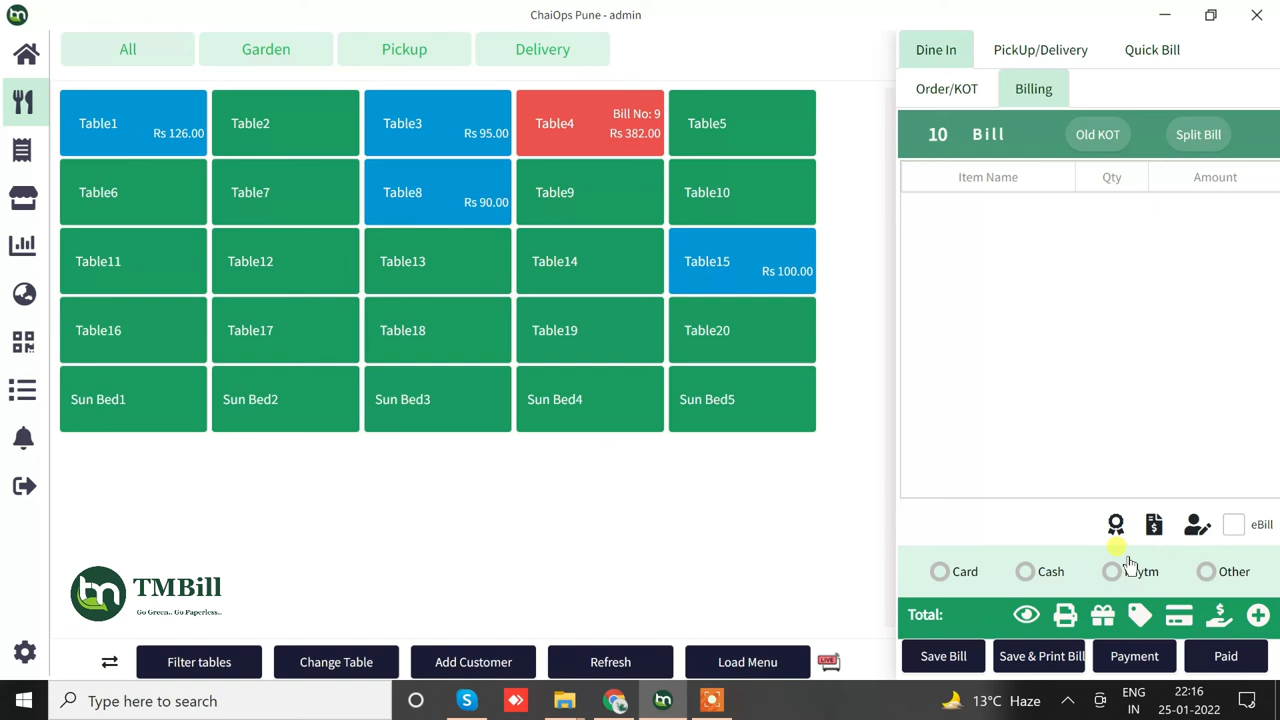 ChaiOps Pune - admin
All
Garden
Pickup
Delivery
Dine In
PickUp/Delivery
Quick Bill
Order/KOT
Billing
10
Bill
Old KOT
Split Bill
Item Name
Qty
Amount
Table1
Rs 126.00
Table2
Table3
Rs 95.00
Table4
Bill No: 9
Rs 382.00
Table5
Table6
Table7
Table8
Rs 90.00
Table9
Table10
Table11
Table12
Table13
Table14
Table15
Rs 100.00
Table16
Table17
Table18
Table19
Table20
Sun Bed1
Sun Bed2
Sun Bed3
Sun Bed4
Sun Bed5
eBill
Card
Cash
Other
Total:
TMBill
Go Green.. Go Paperless..
Filter tables
Change Table
Add Customer
Refresh
Load Menu
LIVE
Save Bill
Save & Print Bill
Payment
Paid
Type here to search
13°C Haze
ENG
IN
22:16
25-01-2022